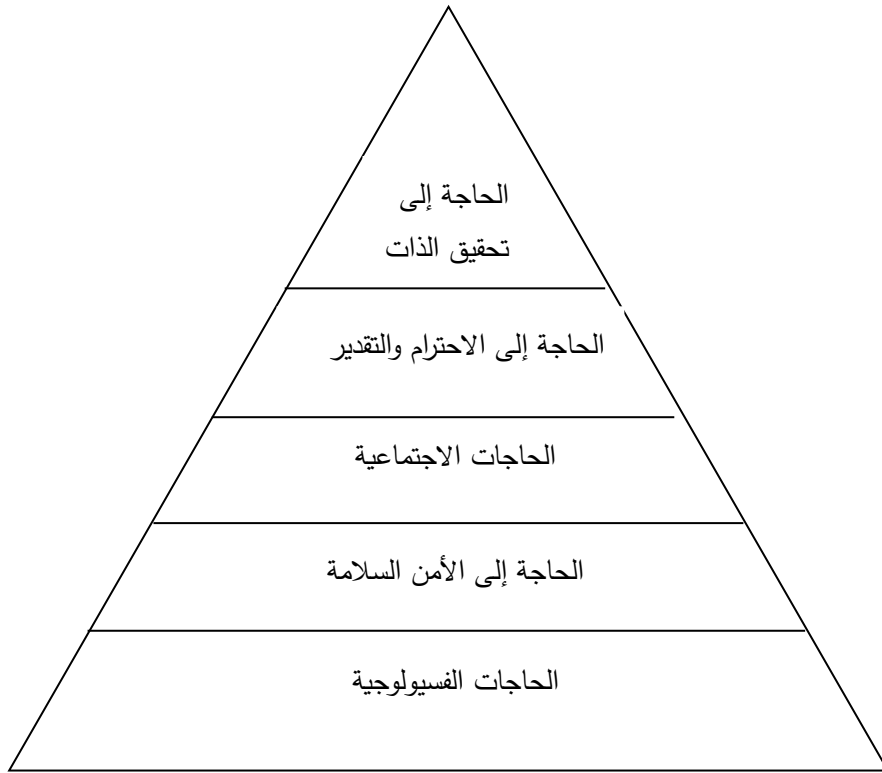 الحاجة إلى
تحقيق الذات
الحاجة إلى الاحترام والتقدير
الحاجات الاجتماعية
الحاجة إلى الأمن السلامة
الحاجات الفسيولوجية